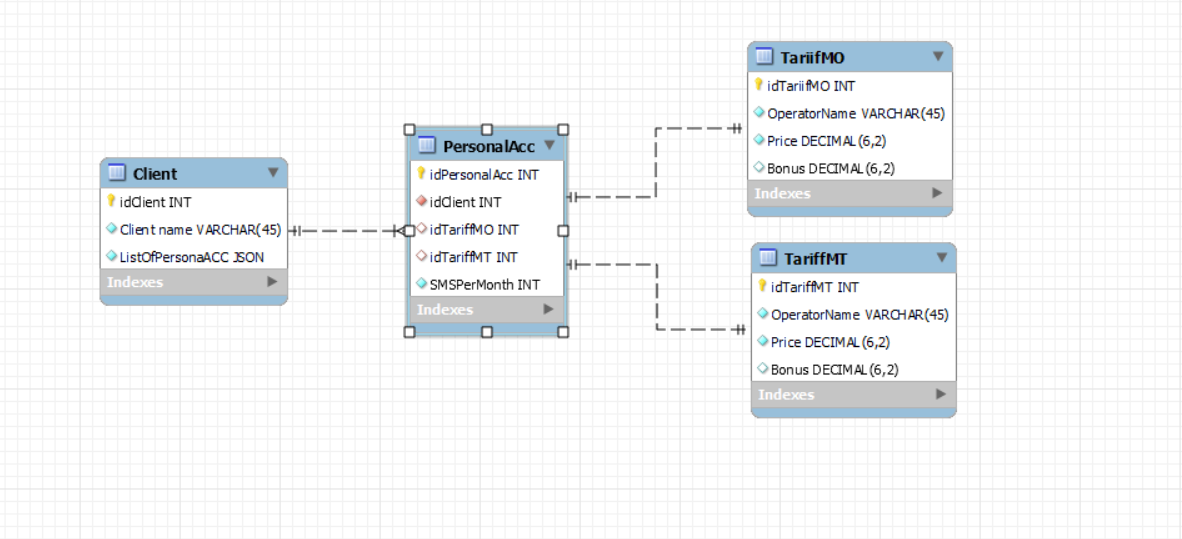 Client
idClient INT
Client name VARCHAR(45)
ListOfPersonaACC JSON
Indexes
PersonalAcc
idPersonalAcc INT
idClient INT
idTariffMO INT
idTariffMT INT
SMSPerMonth INT
Indexes
TariifMO
idTariifMO INT
OperatorName VARCHAR(45)
Price DECIMAL(6,2)
Bonus DECIMAL(6,2)
Indexes
TariffMT
idTariffMT INT
OperatorName VARCHAR(45)
Price DECIMAL(6,2)
Bonus DECIMAL(6,2)
Indexes